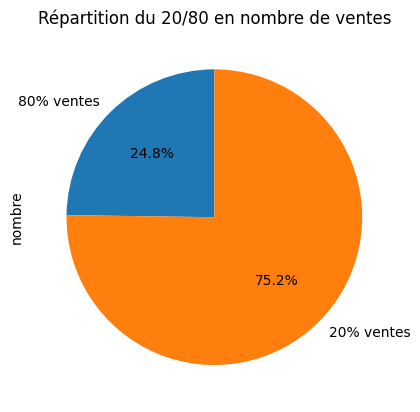 Répartition du 20/80 en nombre de ventes
80% ventes
24.8%
nombre
75.2%
20% ventes